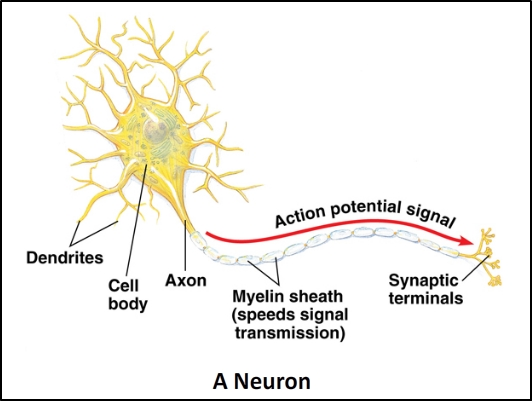 Action potential signal
Dendrites
Cell
body
Axon
Myelin sheath
(speeds signal
transmission)
Synaptic
terminals
A Neuron